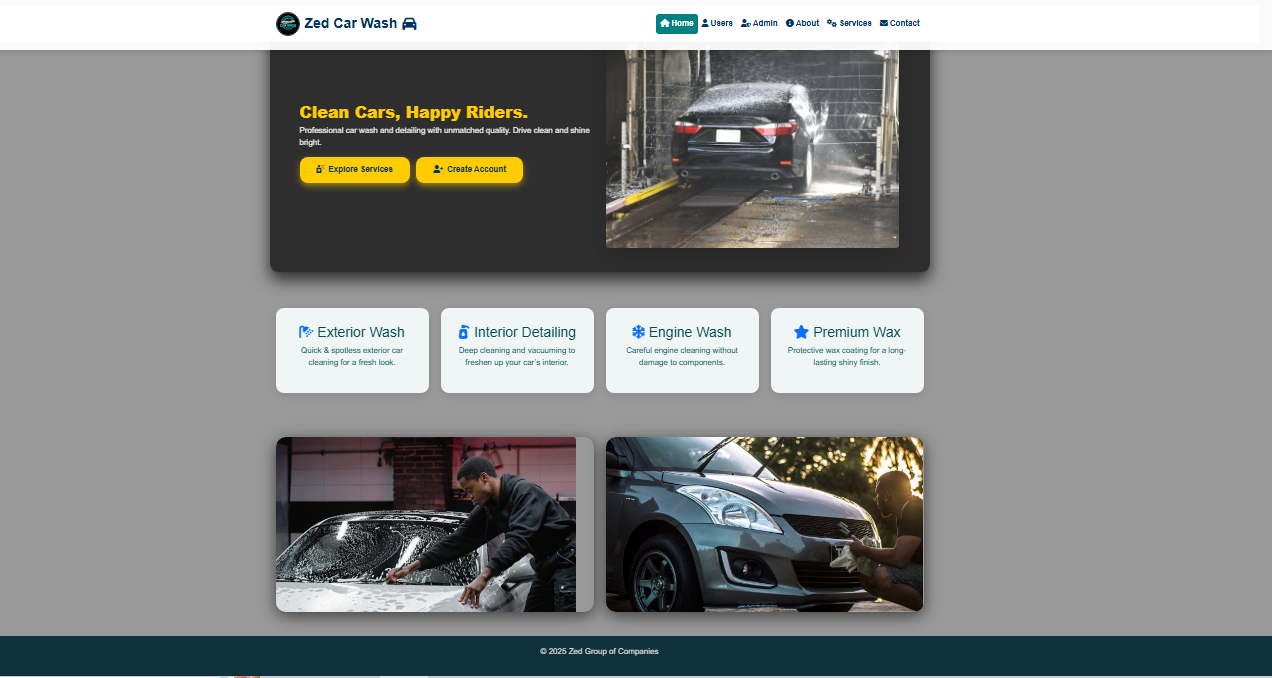 Zed Car Wash
Home Users Admin About Services Contact
Clean Cars, Happy Riders.
Professional car wash and detailing with unmatched quality. Drive clean and shine
bright.
Explore Services Create Account
Exterior Wash
Quick & spotless exterior car
cleaning for a fresh look.
Interior Detailing
Deep cleaning and vacuuming to
freshen up your car's interior.
Engine Wash
Careful engine cleaning without
damage to components.
Premium Wax
Protective wax coating for a long-
lasting shiny finish.
© 2025 Zed Group of Companies